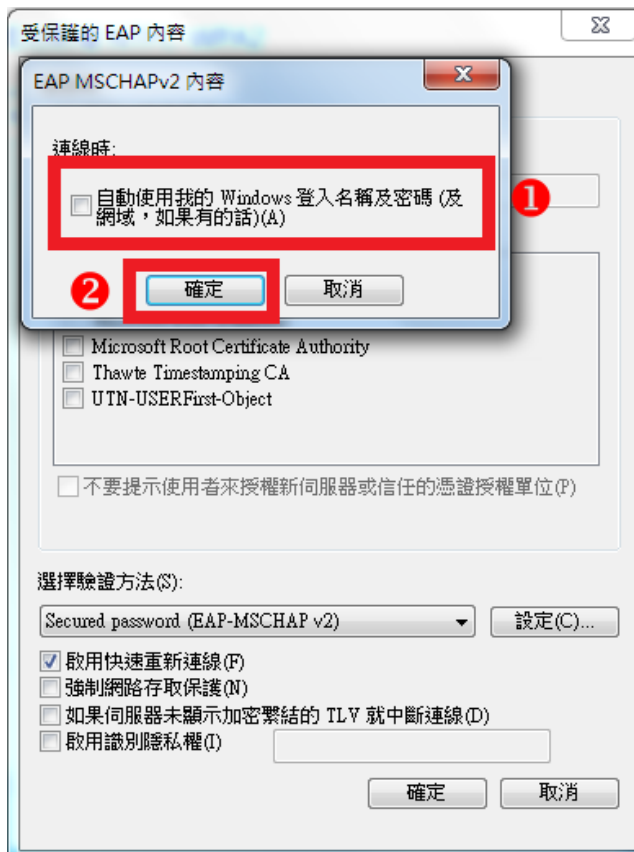 受保護的 EAP 內容
EAP MSCHAPv2 內容
連線時:
自動使用我的 Windows 登入名稱及密碼 (及
網域，如果有的話)(A)
1
2
確定
取消
Microsoft Root Certificate Authority
Thawte Timestamping CA
UTN-USERFirst-Object
不要提示使用者來授權新伺服器或信任的憑證授權單位(P)
選擇驗證方法(S):
Secured password (EAP-MSCHAP v2)
設定(C)...
啟用快速重新連線(F)
強制網路存取保護(N)
如果伺服器未顯示加密繫結的 TLV 就中斷連線(D)
啟用識別隱私權(I)
確定
取消